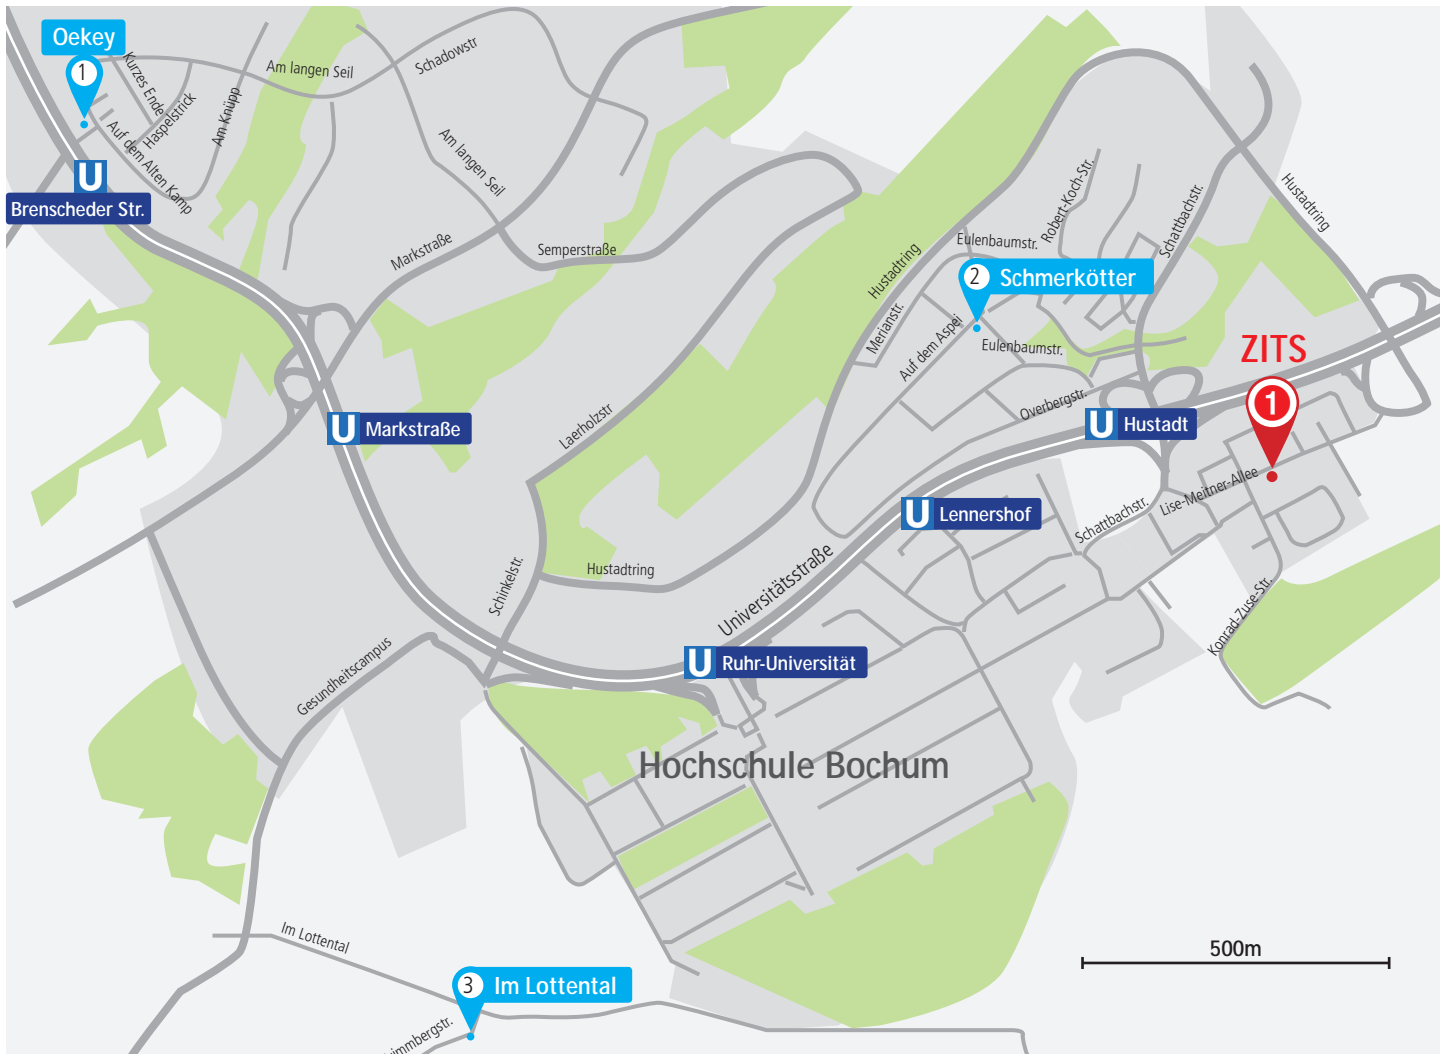 Oekey
1
Kurzes Ende
Haspelstrick
Am Knüpp
Am langen Seil
Schadowstr
Auf dem Alten Kamp
Am langen Seil
U
Brenscheder Str.
Markstraße
Semperstraße
Hustadtring
Eulenbaumstr.
Robert-Koch-Str.
Schattbachstr.
Hustadtring
2
Schmerkötter
Merianstr.
Auf dem Aspei
Eulenbaumstr.
ZITS
1
Overbergstr.
U
Markstraße
Laerholzstr
U
Hustadt
Lise-Meitner-Allee
U
Lennershof
Schattbachstr.
Universitätsstraße
Hustadtring
Schinkelstr.
Konrad-Zuse-Str.
U
Ruhr-Universität
Gesundheitscampus
Hochschule Bochum
Im Lottental
500m
3
Im Lottental
immbergstr.